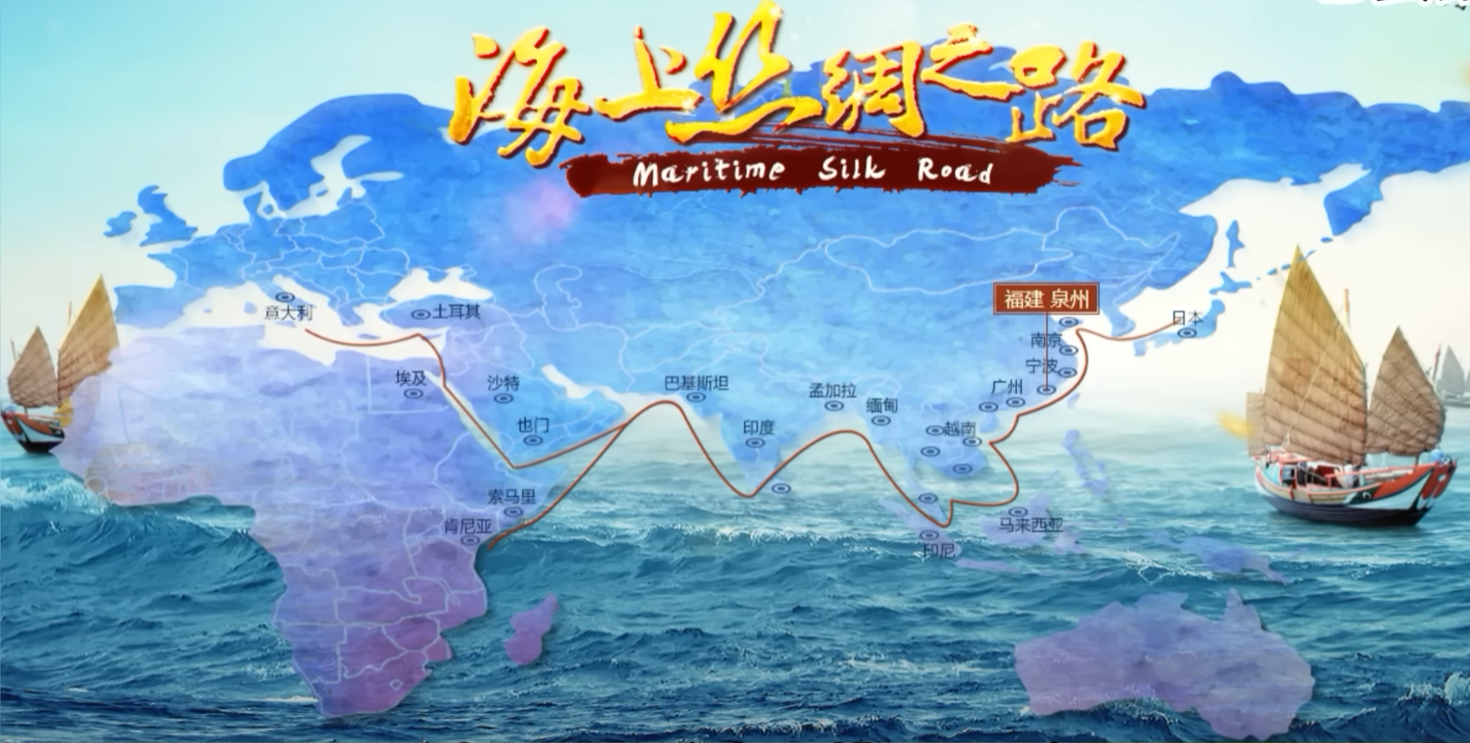 海上丝绸之路
Maritime Silk Road
福建 泉州
意大利
土耳其
日本
南京
宁波
埃及
沙特
巴基斯坦
孟加拉
缅甸
广州
也门
印度
越南
索马里
肯尼亚
马来西亚
印尼